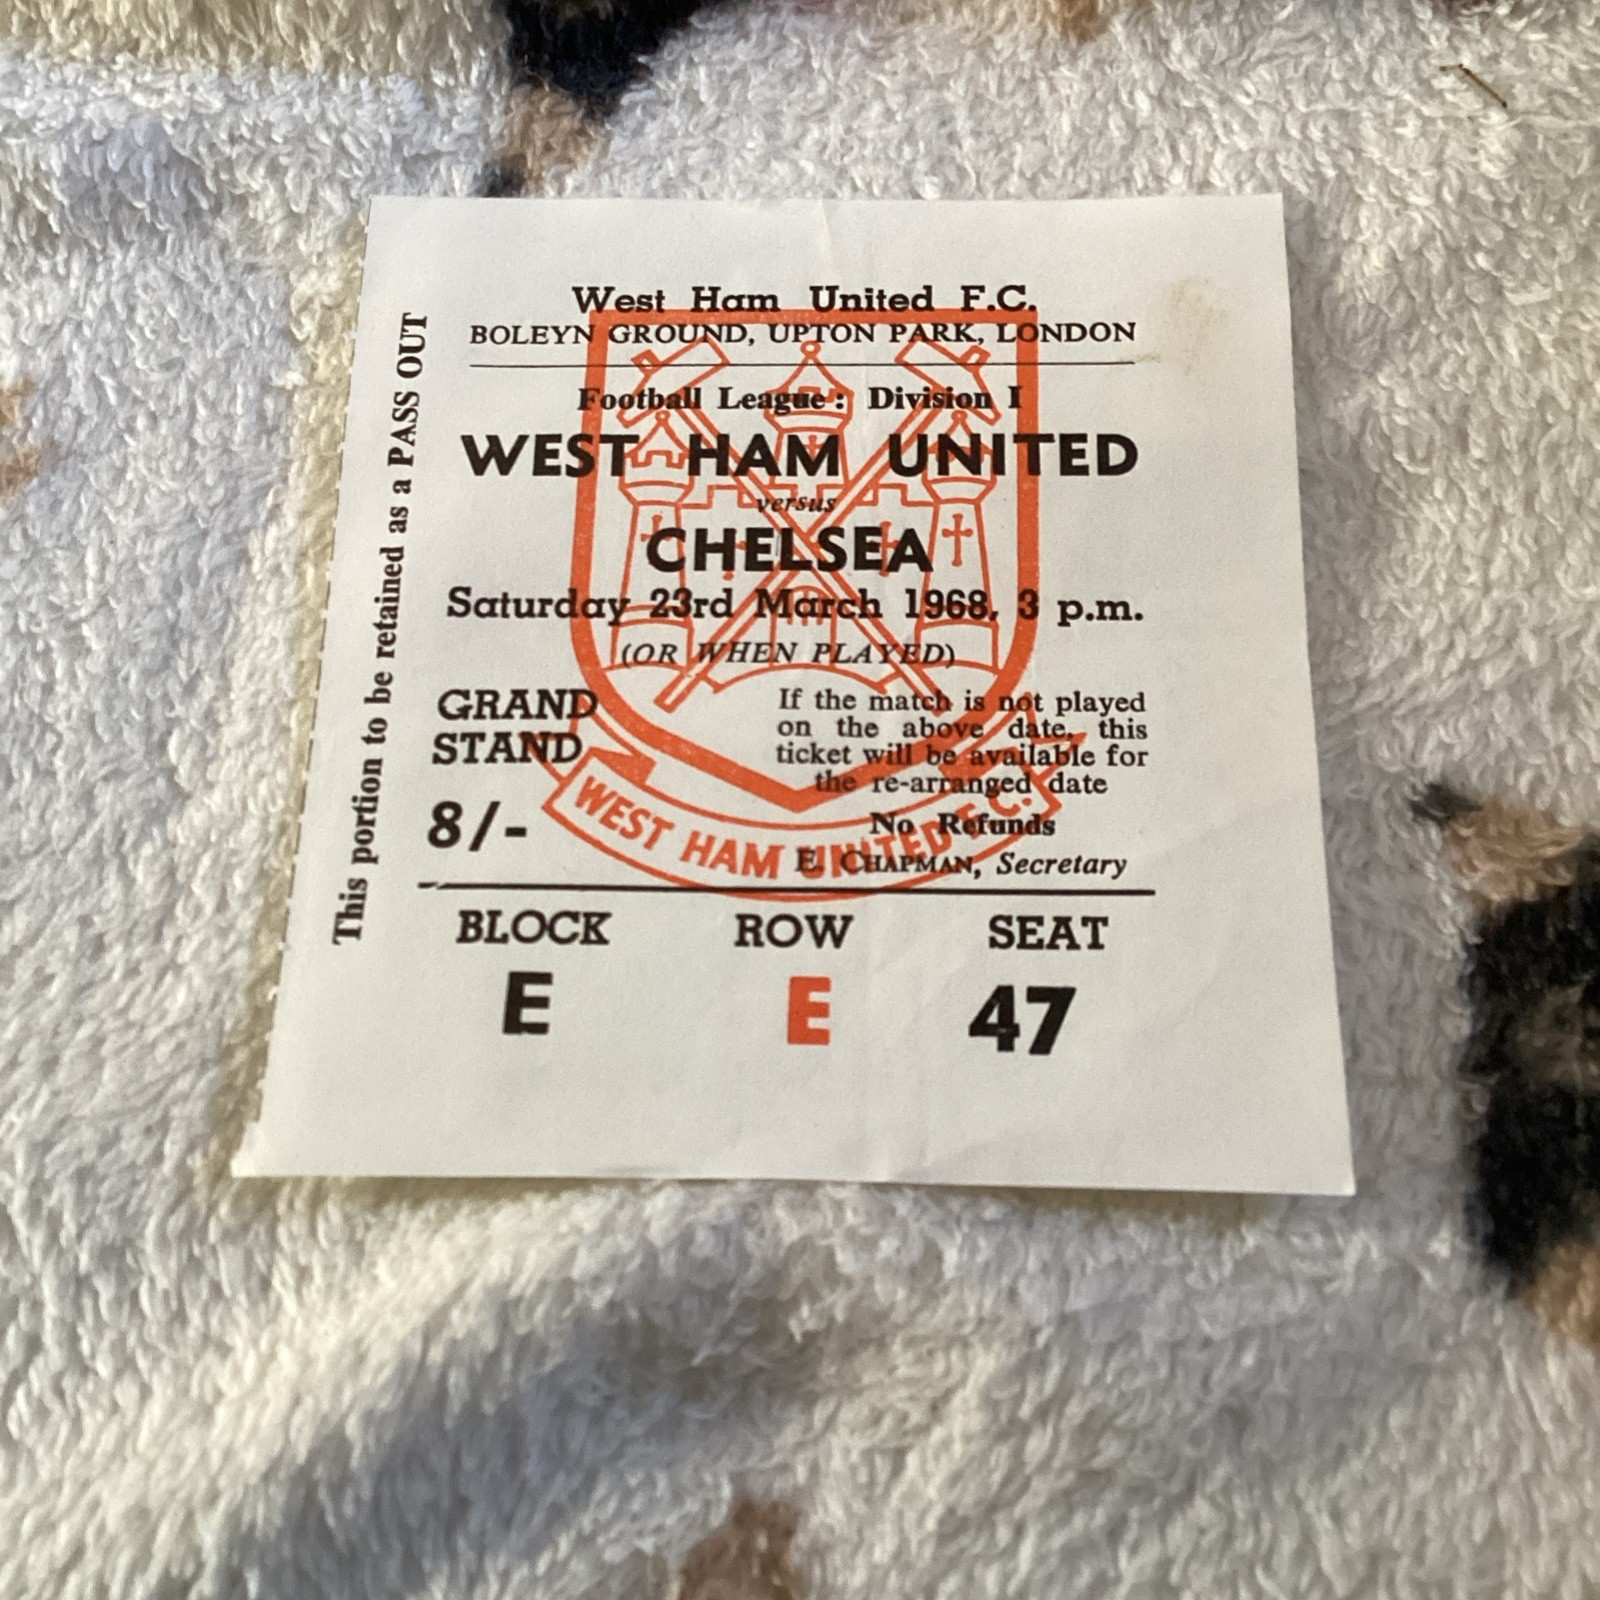 West Ham United F.C.
BOLEYN GROUND, UPTON PARK, LONDON
Football League: Division I
WEST HAM UNITED
versus
CHELSEA
Saturday 23rd March 1968, 3 p.m.
(OR WHEN PLAYED)
GRAND
STAND
8/-
If the match is not played
on the above date, this
ticket will be available for
the re-arranged date
No Refunds
E. CHAPMAN, Secretary
WEST HAM UNITED F.C.
BLOCK ROW SEAT
E E 47
This portion to be retained as a PASS OUT